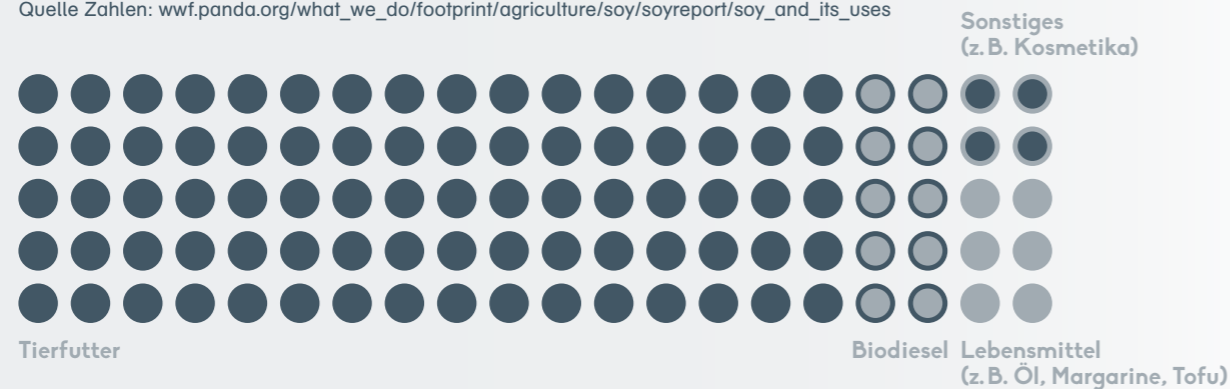 Quelle Zahlen: wwf.panda.org/what_we_do/footprint/agriculture/soy/soyreport/soy_and_its_uses
Sonstiges
(z. B. Kosmetika)
Tierfutter
Biodiesel
Lebensmittel
(z. B. Öl, Margarine, Tofu)